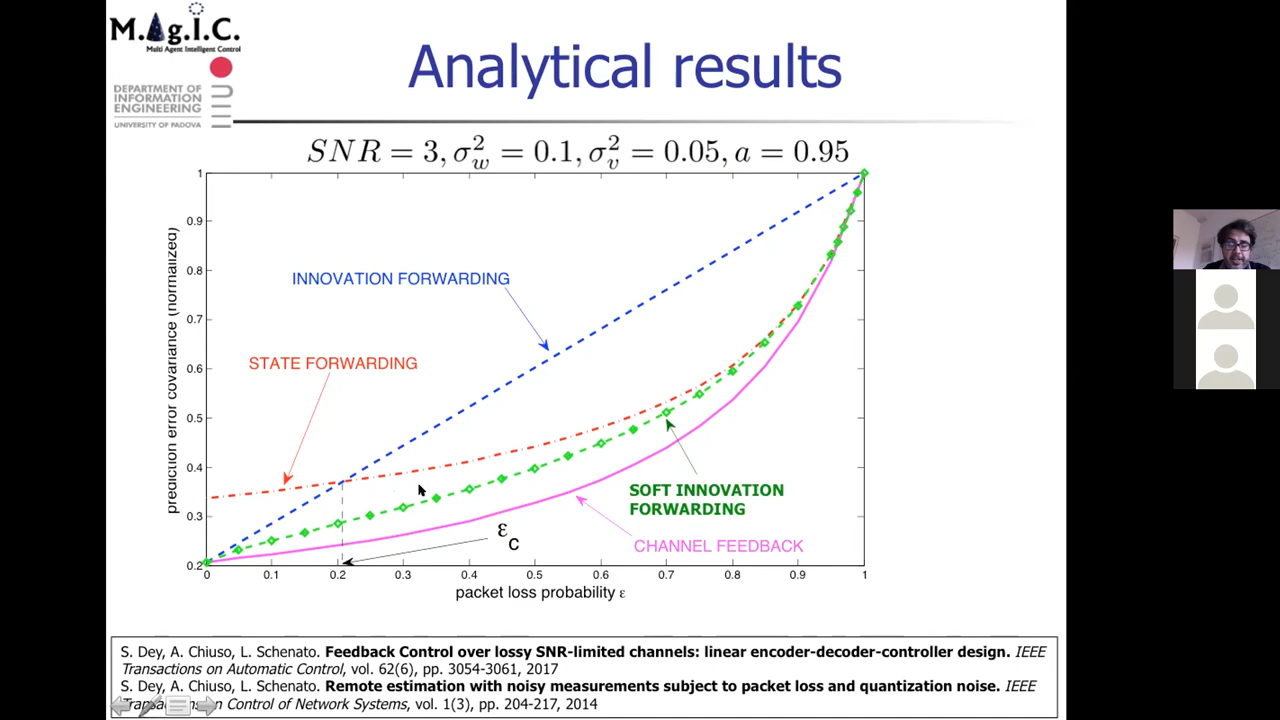 M.AgIC.
Multi Agent Intelligent Control
DEPARTMENT OF
INFORMATION
ENGINEERING
UNIVERSITY OF PADOVA
Analytical results
SNR = 3, σ_w^2 = 0.1, σ_v^2 = 0.05, a = 0.95
prediction error covariance (normalized)
1
0.9
0.8
0.7
0.6
0.5
0.4
0.3
0.2
INNOVATION FORWARDING
STATE FORWARDING
SOFT INNOVATION
FORWARDING
CHANNEL FEEDBACK
ε_c
0 0.1 0.2 0.3 0.4 0.5 0.6 0.7 0.8 0.9 1
packet loss probability ε
S. Dey, A. Chiuso, L. Schenato. Feedback Control over lossy SNR-limited channels: linear encoder-decoder-controller design. IEEE
Transactions on Automatic Control, vol. 62(6), pp. 3054-3061, 2017
S. Dey, A. Chiuso, L. Schenato. Remote estimation with noisy measurements subject to packet loss and quantization noise. IEEE
Transactions on Control of Network Systems, vol. 1(3), pp. 204-217, 2014